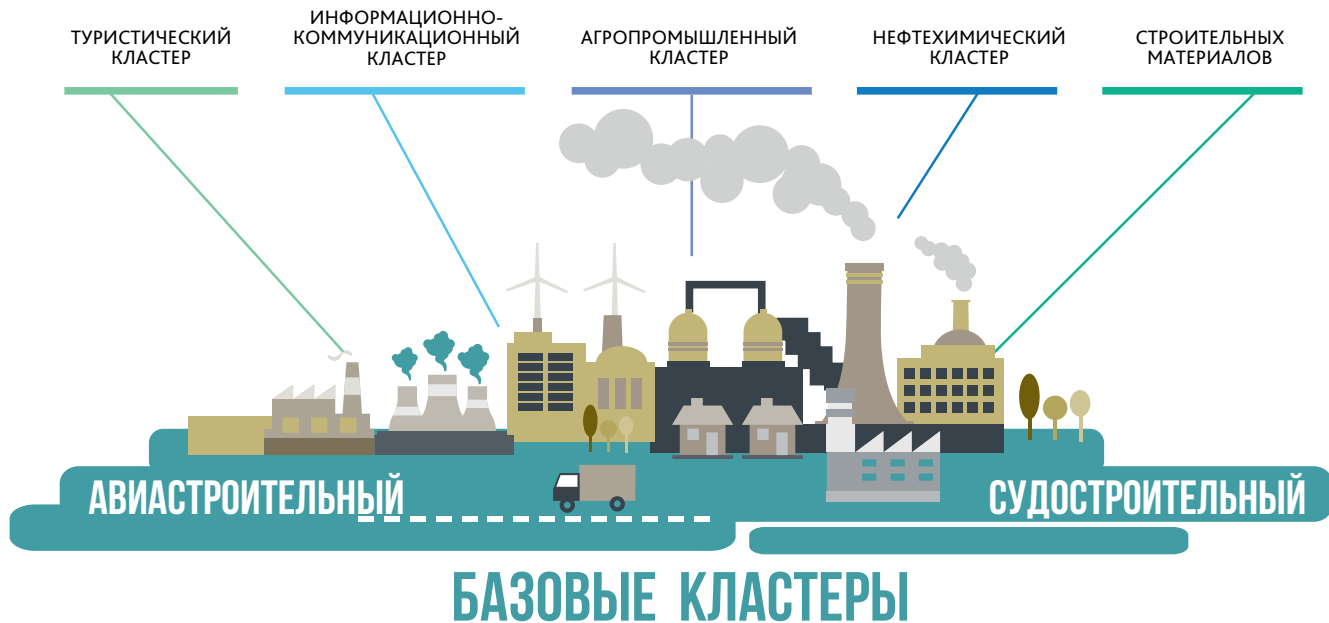 ТУРИСТИЧЕСКИЙ
КЛАСТЕР
ИНФОРМАЦИОННО-
КОММУНИКАЦИОННЫЙ
КЛАСТЕР
АГРОПРОМЫШЛЕННЫЙ
КЛАСТЕР
НЕФТЕХИМИЧЕСКИЙ
КЛАСТЕР
СТРОИТЕЛЬНЫХ
МАТЕРИАЛОВ
АВИАСТРОИТЕЛЬНЫЙ
СУДОСТРОИТЕЛЬНЫЙ
БАЗОВЫЕ КЛАСТЕРЫ